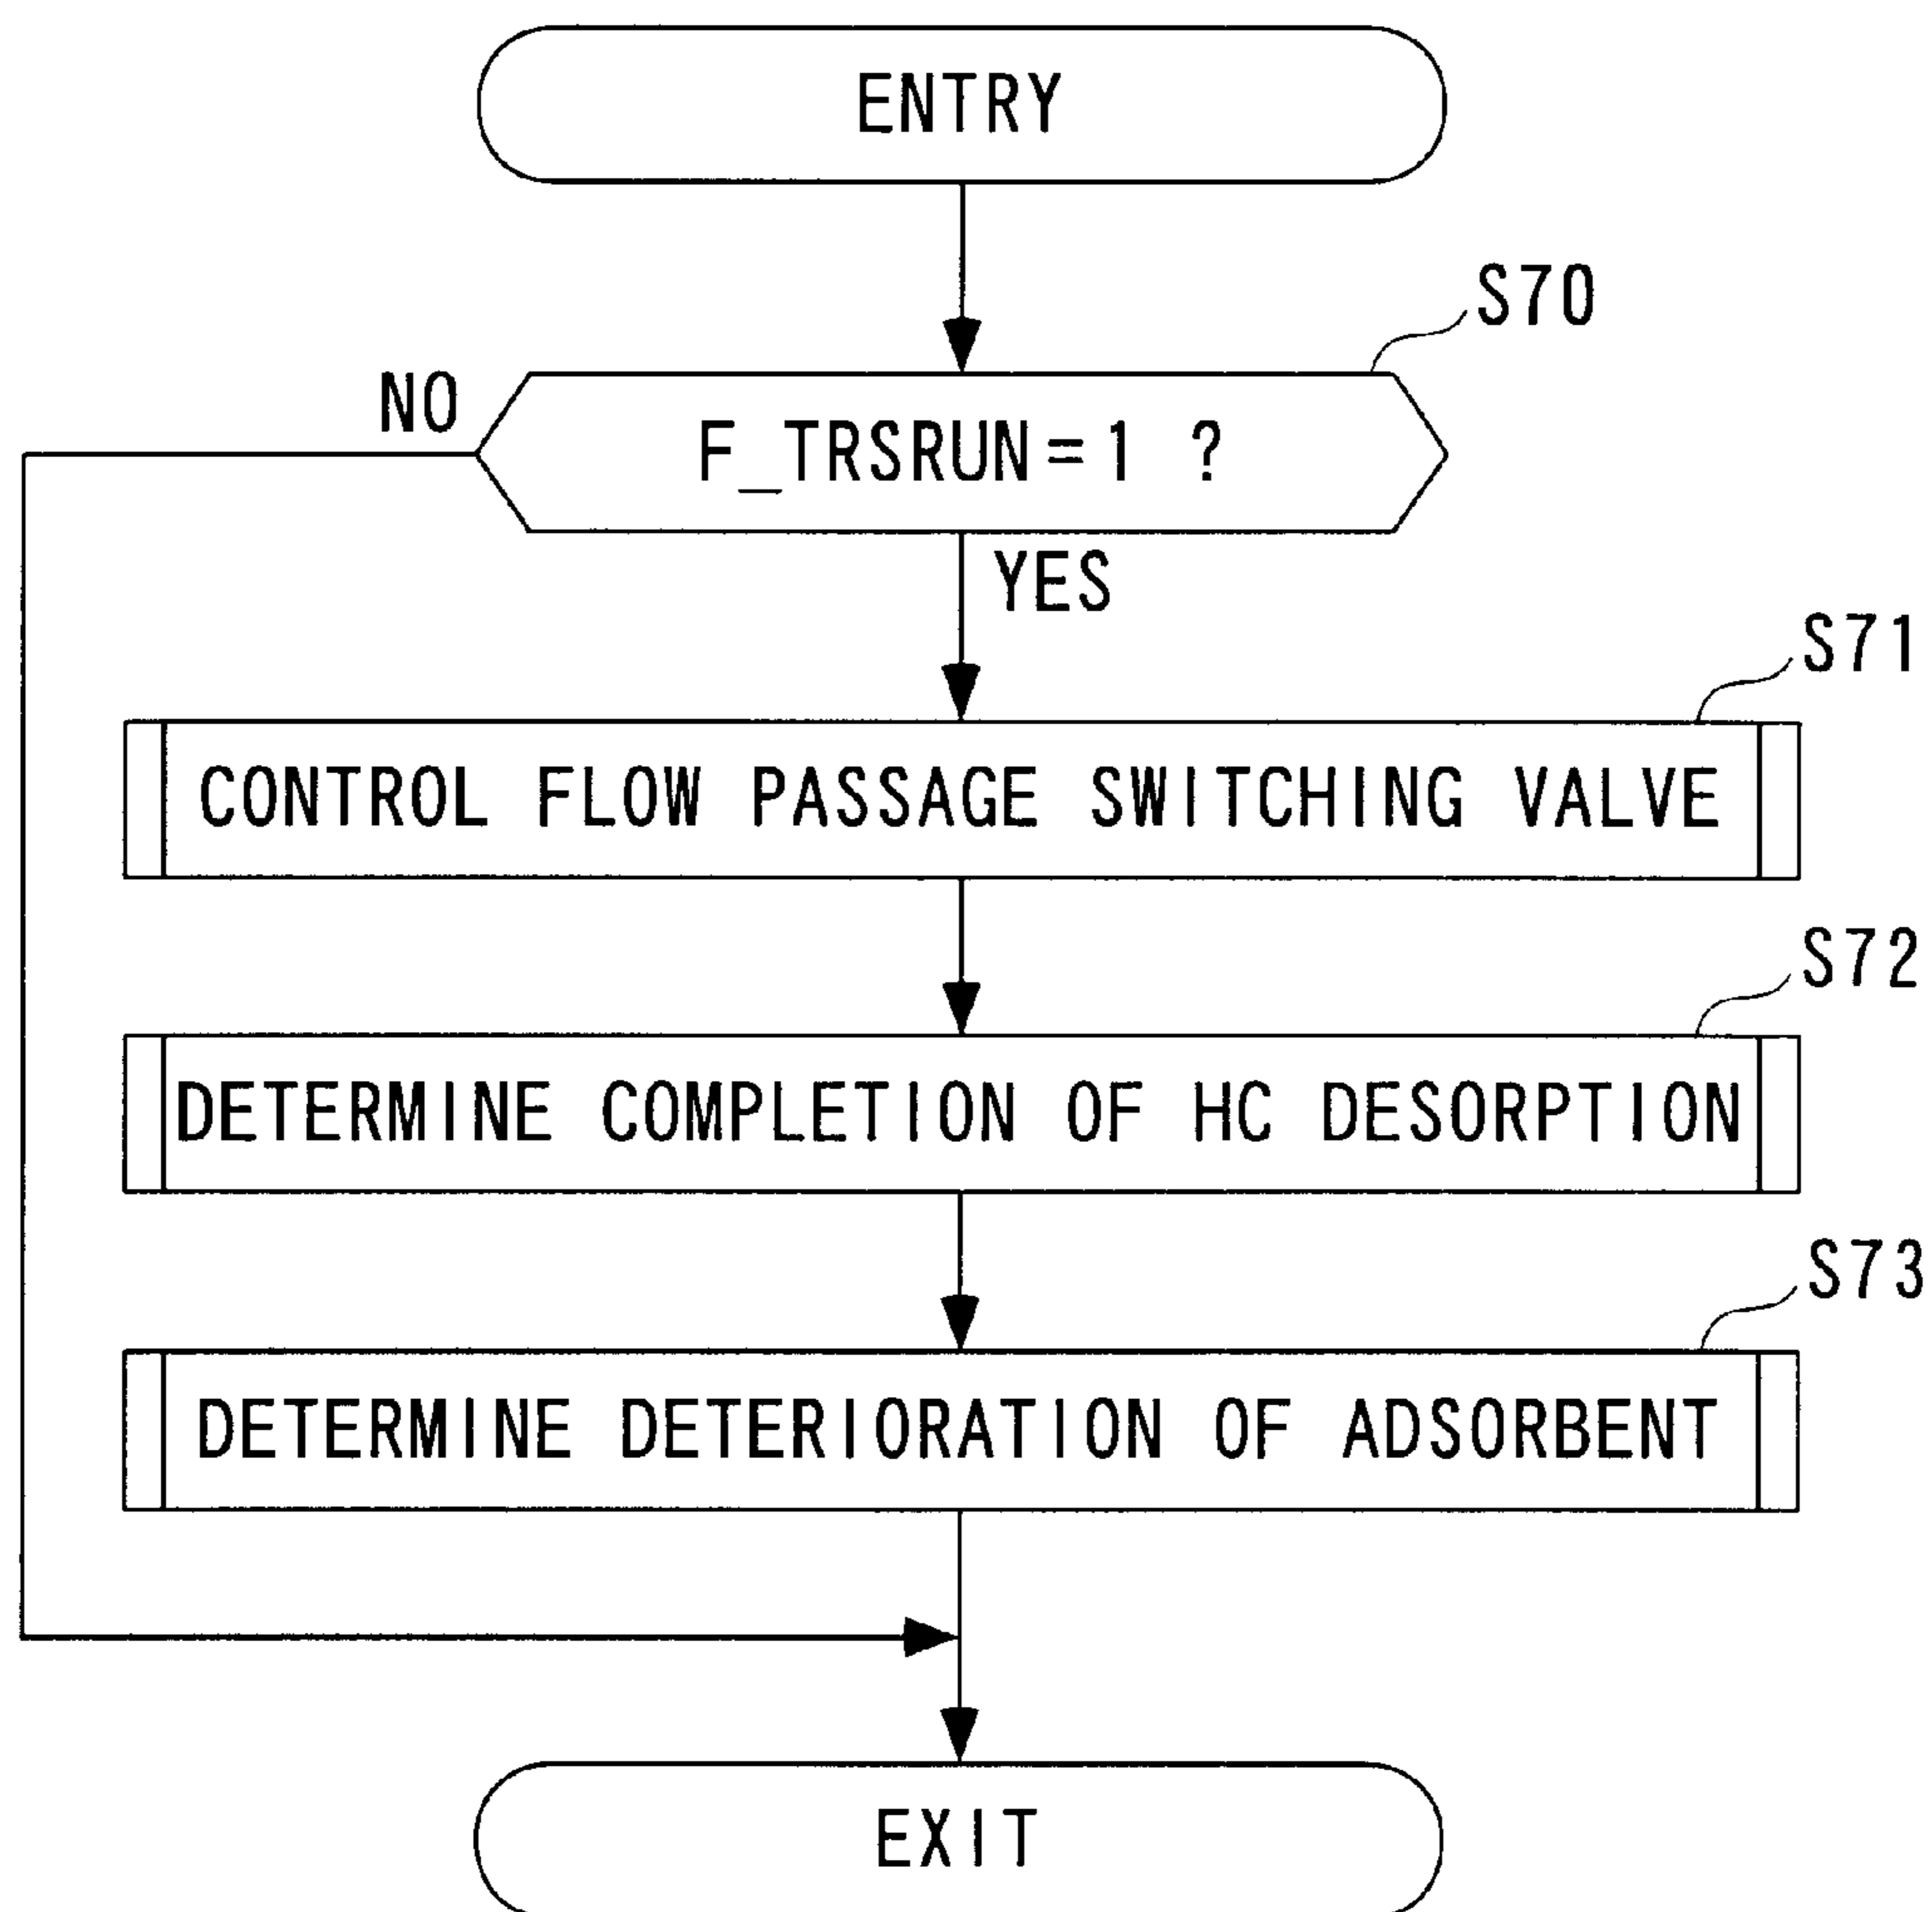 ENTRY
S70
NO
F_TRSRUN=1 ?
YES
S71
CONTROL FLOW PASSAGE SWITCHING VALVE
S72
DETERMINE COMPLETION OF HC DESORPTION
S73
DETERMINE DETERIORATION OF ADSORBENT
EXIT